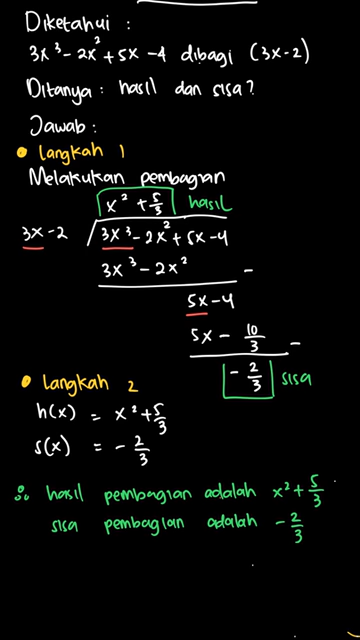 Diketahui :
3x³ - 2x² + 5x - 4 dibagi (3x - 2)
Ditanya : hasil dan sisa?
Jawab :
• Langkah 1
Melakukan pembagian
x² + 5/3 hasil
3x - 2 √ 3x³ - 2x² + 5x - 4
3x³ - 2x² -
5x - 4
5x - 10/3 -
- 2/3 sisa
• Langkah 2
h(x) = x² + 5/3
s(x) = - 2/3
∴ hasil pembagian adalah x² + 5/3
sisa pembagian adalah - 2/3